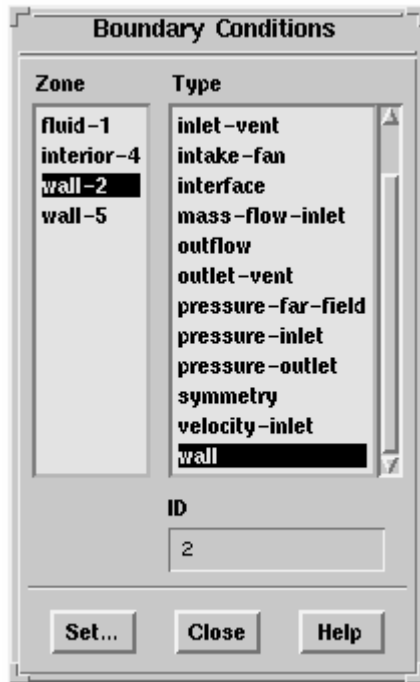 Boundary Conditions
Zone
Type
fluid-1
interior-4
wall-2
wall-5
inlet-vent
intake-fan
interface
mass-flow-inlet
outflow
outlet-vent
pressure-far-field
pressure-inlet
pressure-outlet
symmetry
velocity-inlet
wall
ID
2
Set...
Close
Help